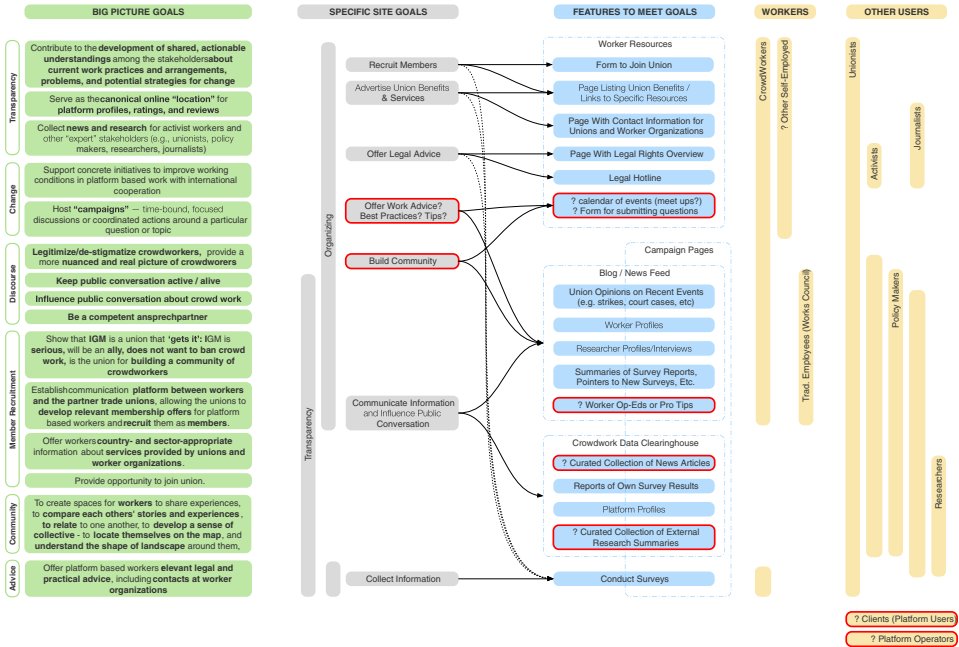 BIG PICTURE GOALS
SPECIFIC SITE GOALS
FEATURES TO MEET GOALS
WORKERS
OTHER USERS
Transparency
Contribute to the development of shared, actionable
understandings among the stakeholders about
current work practices and arrangements,
problems, and potential strategies for change
Serve as the canonical online “location” for
platform profiles, ratings, and reviews
Collect news and research for activist workers and
other “expert” stakeholders (e.g., unionists, policy
makers, researchers, journalists)
Change
Support concrete initiatives to improve working
conditions in platform based work with international
cooperation
Host “campaigns” — time-bound, focused
discussions or coordinated actions around a particular
question or topic
Discourse
Legitimize/de-stigmatize crowdworkers, provide a
more nuanced and real picture of crowdworers
Keep public conversation active / alive
Influence public conversation about crowd work
Be a competent ansprechpartner
Member Recruitment
Show that IGM is a union that ‘gets it’: IGM is
serious, will be an ally, does not want to ban crowd
work, is the union for building a community of
crowdworkers
Establish communication platform between workers
and the partner trade unions, allowing the unions to
develop relevant membership offers for platform
based workers and recruit them as members.
Offer workers country- and sector-appropriate
information about services provided by unions and
worker organizations.
Provide opportunity to join union.
Community
To create spaces for workers to share experiences,
to compare each others' stories and experiences ,
to relate to one another, to develop a sense of
collective - to locate themselves on the map, and
understand the shape of landscape around them,
Advice
Offer platform based workers elevant legal and
practical advice, including contacts at worker
organizations
Organizing
Transparency
Recruit Members
Advertise Union Benefits
& Services
Offer Legal Advice
Offer Work Advice?
Best Practices? Tips?
Build Community
Communicate Information
and Influence Public
Conversation
Collect Information
Worker Resources
Form to Join Union
Page Listing Union Benefits /
Links to Specific Resources
Page With Contact Information for
Unions and Worker Organizations
Page With Legal Rights Overview
Legal Hotline
? calendar of events (meet ups?)
? Form for submitting questions
Campaign Pages
Blog / News Feed
Union Opinions on Recent Events
(e.g. strikes, court cases, etc)
Worker Profiles
Researcher Profiles/Interviews
Summaries of Survey Reports,
Pointers to New Surveys, Etc.
? Worker Op-Eds or Pro Tips
Crowdwork Data Clearinghouse
? Curated Collection of News Articles
Reports of Own Survey Results
Platform Profiles
? Curated Collection of External
Research Summaries
Conduct Surveys
CrowdWorkers
? Other Self-Employed
Trad. Employees (Works Council)
Unionists
Activists
Policy Makers
Journalists
Researchers
? Clients (Platform Users)
? Platform Operators